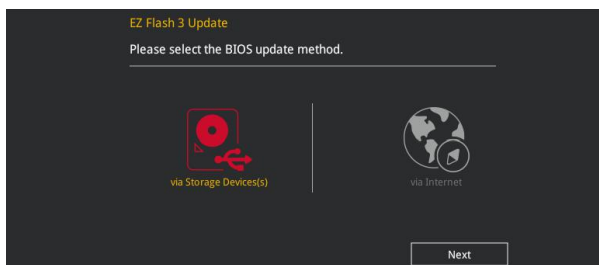 EZ Flash 3 Update
Please select the BIOS update method.
via Storage Devices(s)
via Internet
Next